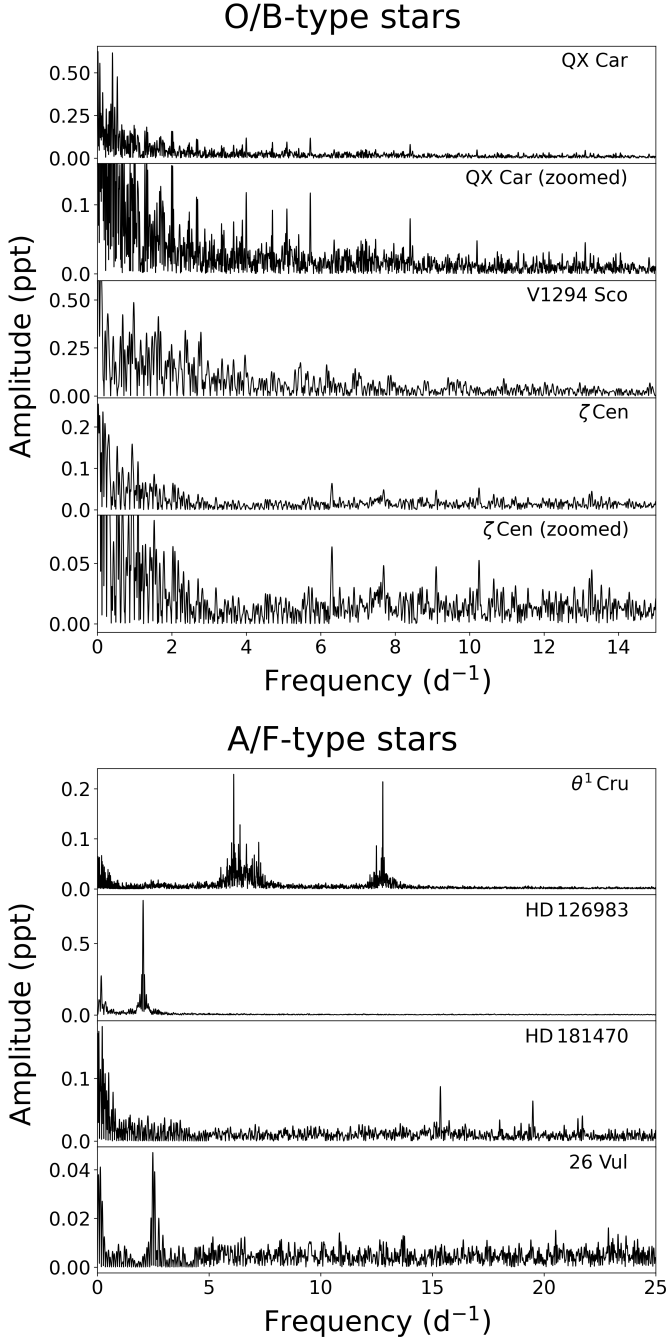 O/B-type stars
QX Car
0.50
0.25
0.00
QX Car (zoomed)
0.1
0.0
V1294 Sco
0.50
0.25
0.00
ζ Cen
0.2
0.1
0.0
ζ Cen (zoomed)
0.05
0.00
Amplitude (ppt)
0 2 4 6 8 10 12 14
Frequency (d⁻¹)
A/F-type stars
θ¹ Cru
0.2
0.1
0.0
HD 126983
0.5
0.0
HD 181470
0.1
0.0
26 Vul
0.04
0.02
0.00
Amplitude (ppt)
0 5 10 15 20 25
Frequency (d⁻¹)